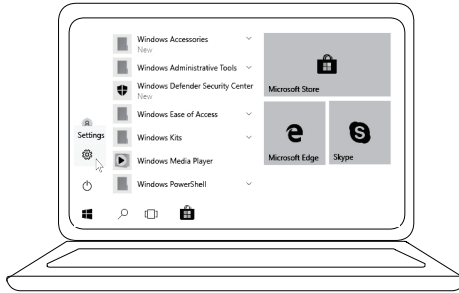 Windows Accessories
New
Windows Administrative Tools
Windows Defender Security Center
New
Windows Ease of Access
Windows Kits
Windows Media Player
Windows PowerShell
Settings
Microsoft Store
Microsoft Edge
Skype